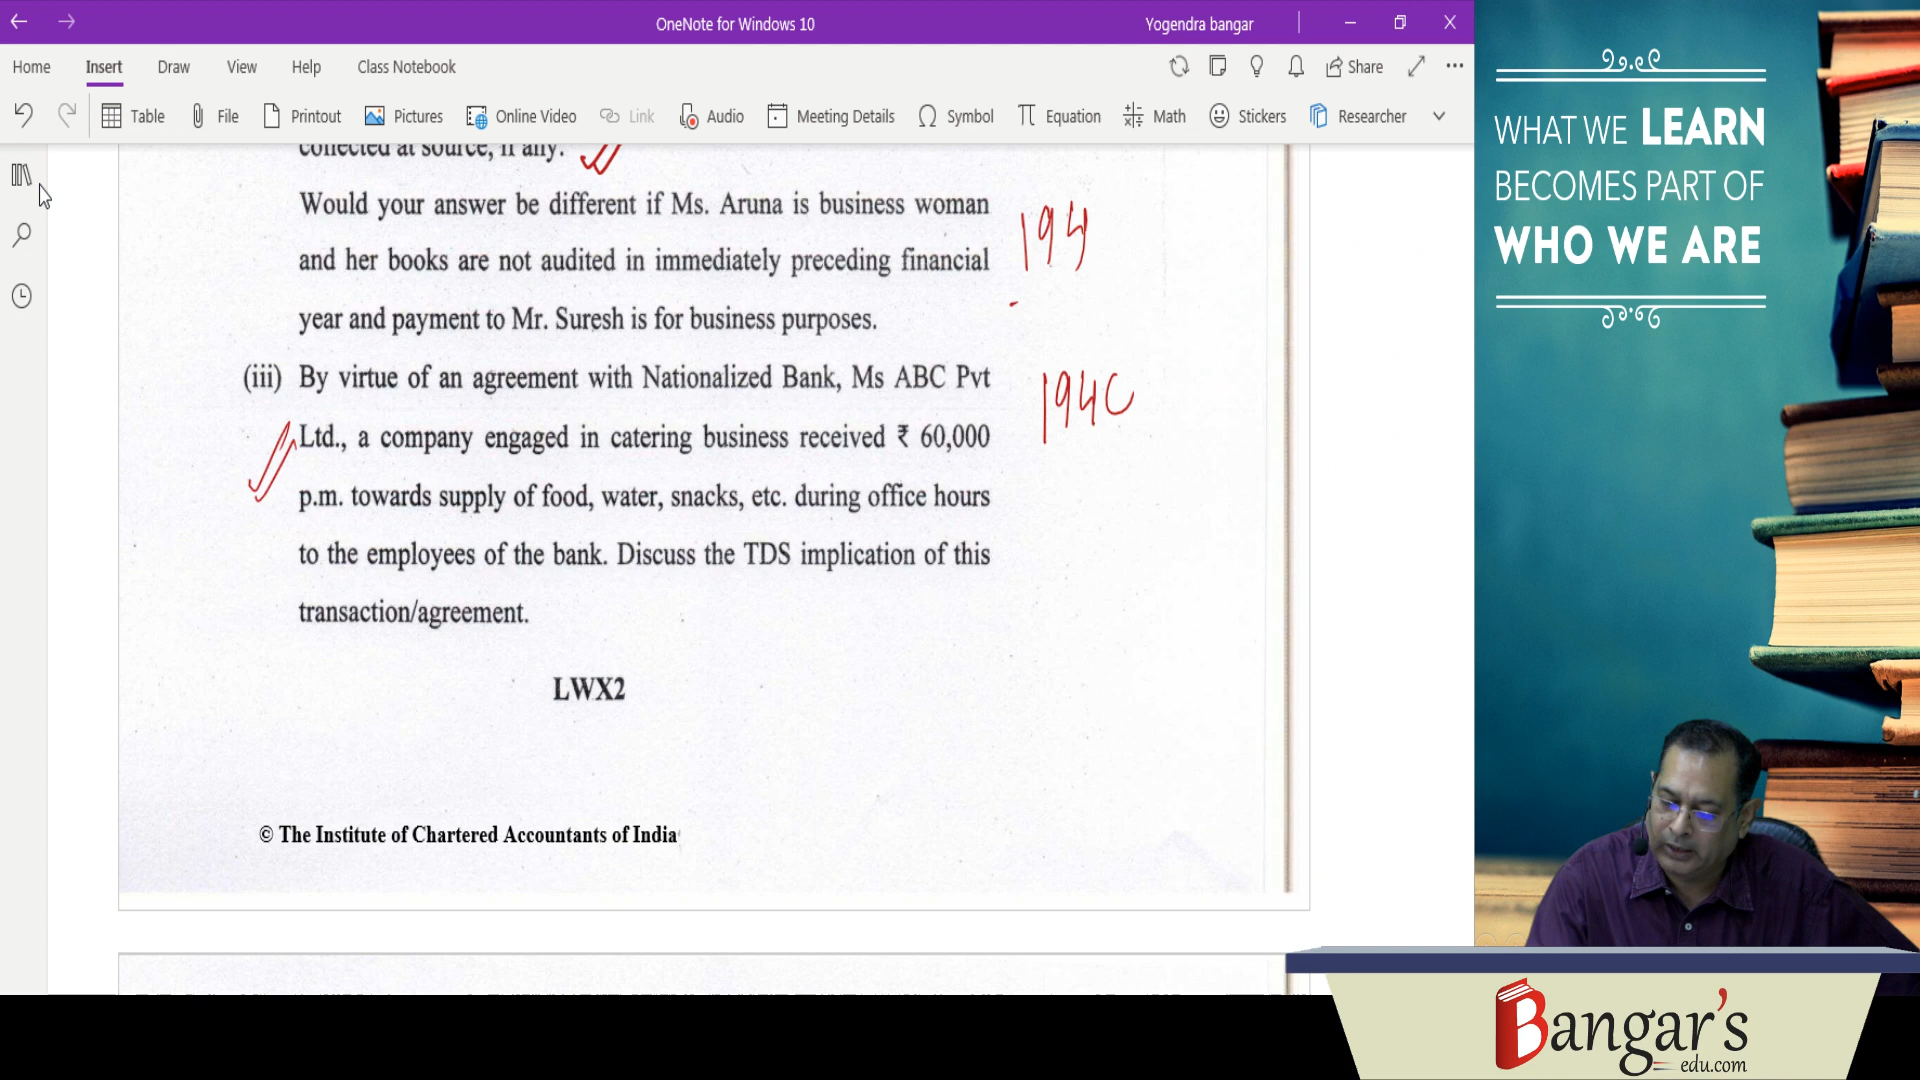 OneNote for Windows 10
Yogendra bangar
Home Insert Draw View Help Class Notebook
Share
Table File Printout Pictures Online Video Link Audio Meeting Details Symbol Equation Math Stickers Researcher
collected at source, if any.
Would your answer be different if Ms. Aruna is business woman
and her books are not audited in immediately preceding financial
year and payment to Mr. Suresh is for business purposes.
194
(iii) By virtue of an agreement with Nationalized Bank, Ms ABC Pvt
Ltd., a company engaged in catering business received ₹ 60,000
p.m. towards supply of food, water, snacks, etc. during office hours
to the employees of the bank. Discuss the TDS implication of this
transaction/agreement.
194C
LWX2
© The Institute of Chartered Accountants of India
WHAT WE LEARN
BECOMES PART OF
WHO WE ARE
Bangar's
edu.com